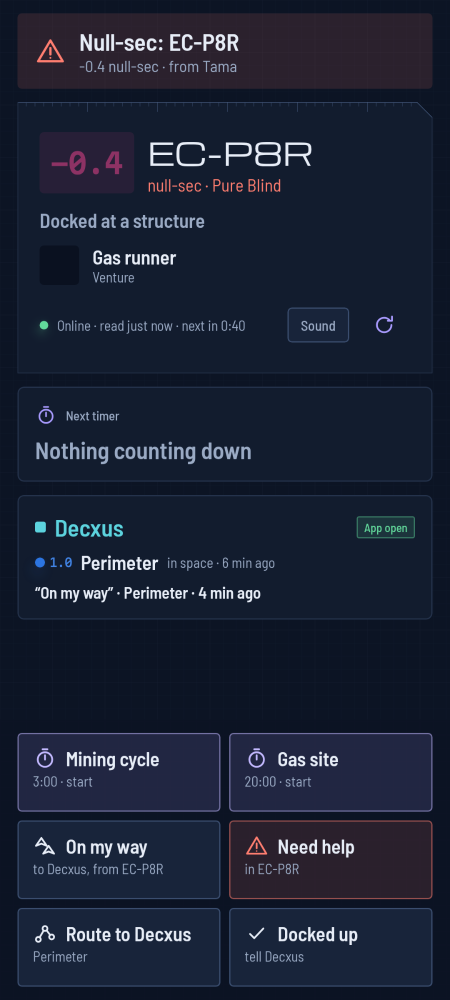 Null-sec: EC-P8R
-0.4 null-sec · from Tama
−0.4
EC-P8R
null-sec · Pure Blind
Docked at a structure
Gas runner
Venture
Online · read just now · next in 0:40
Sound
Next timer
Nothing counting down
Decxus
App open
1.0 Perimeter in space · 6 min ago
“On my way” · Perimeter · 4 min ago
Mining cycle
3:00 · start
Gas site
20:00 · start
On my way
to Decxus, from EC-P8R
Need help
in EC-P8R
Route to Decxus
Perimeter
Docked up
tell Decxus